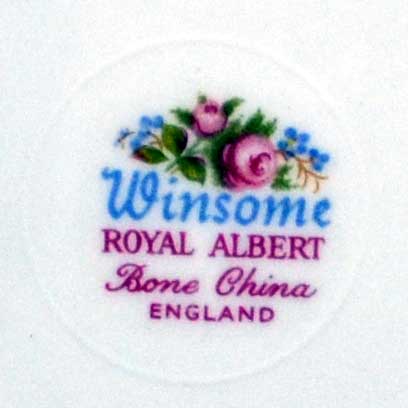 Winsome
ROYAL ALBERT
Bone China
ENGLAND